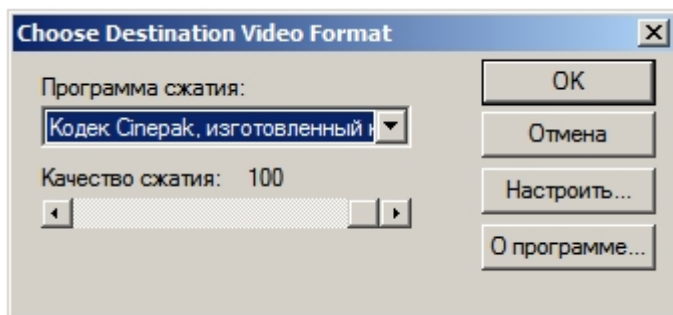 Choose Destination Video Format
Программа сжатия:
Кодек Cinepak, изготовленный
Качество сжатия: 100
OK
Отмена
Настроить...
О программе...